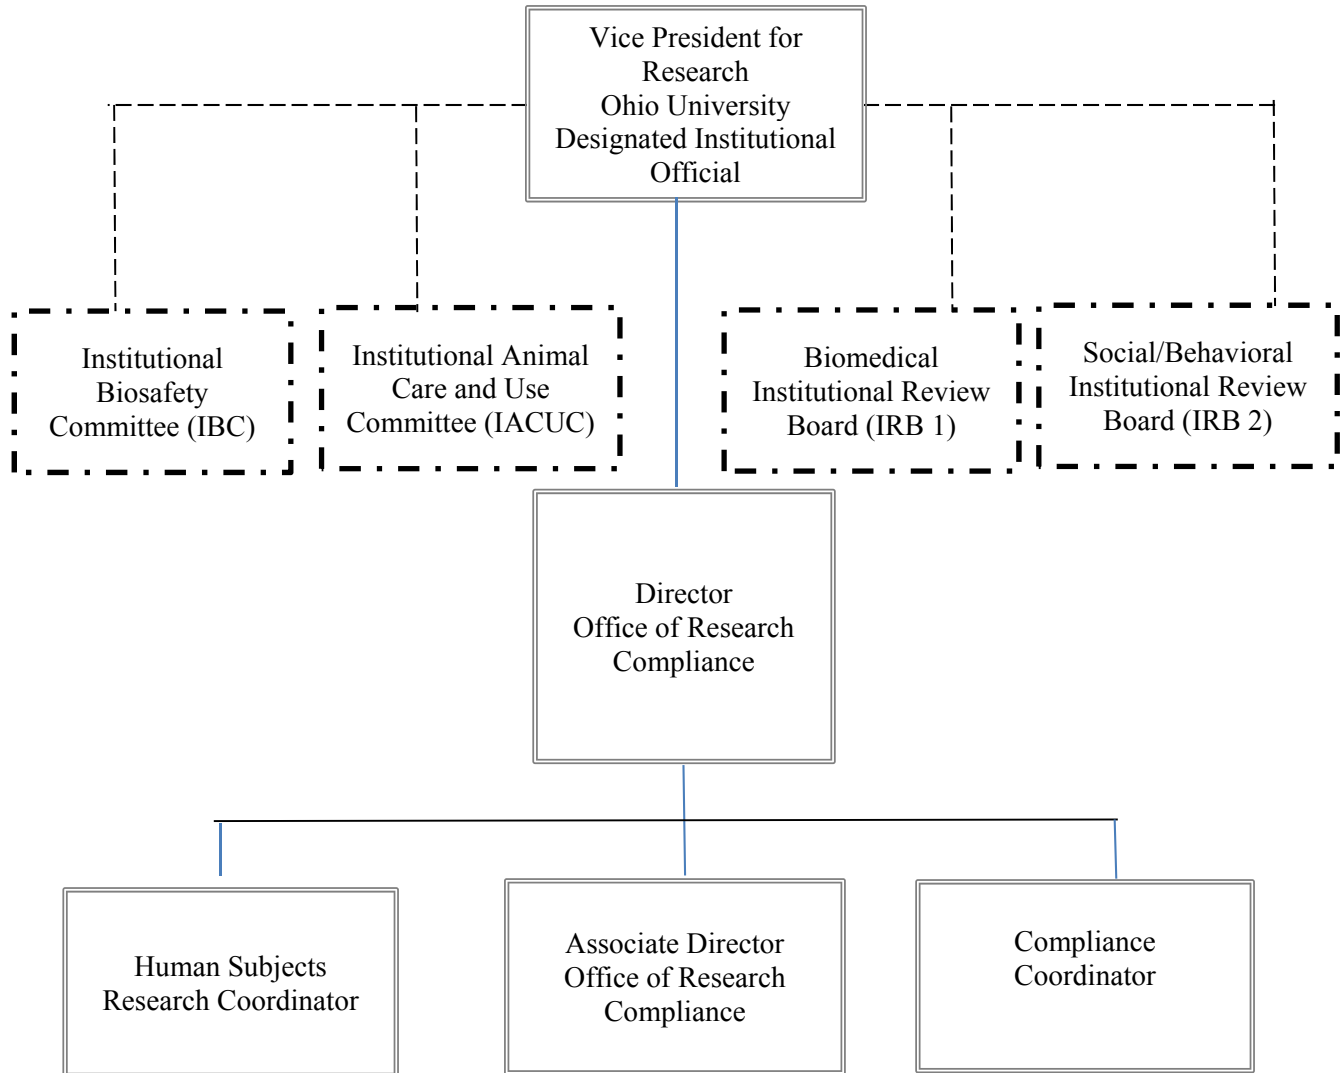 Vice President for
Research
Ohio University
Designated Institutional
Official
Institutional
Biosafety
Committee (IBC)
Institutional Animal
Care and Use
Committee (IACUC)
Biomedical
Institutional Review
Board (IRB 1)
Social/Behavioral
Institutional Review
Board (IRB 2)
Director
Office of Research
Compliance
Human Subjects
Research Coordinator
Associate Director
Office of Research
Compliance
Compliance
Coordinator